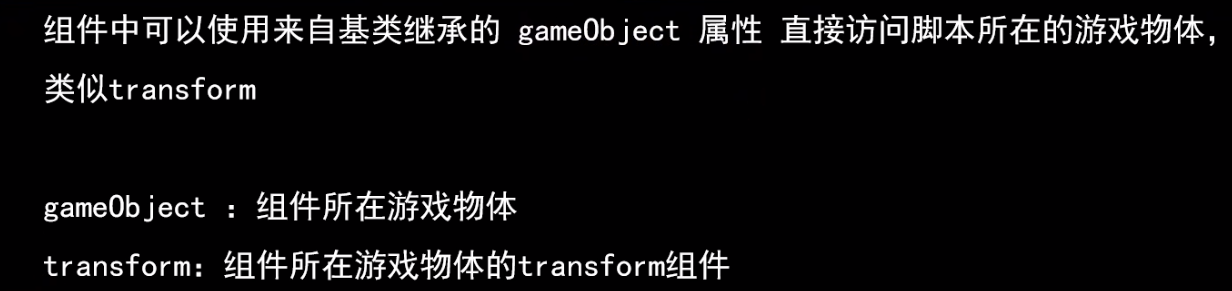 组件中可以使用来自基类继承的 gameObject 属性 直接访问脚本所在的游戏物体，
类似transform
gameObject ：组件所在游戏物体
transform：组件所在游戏物体的transform组件